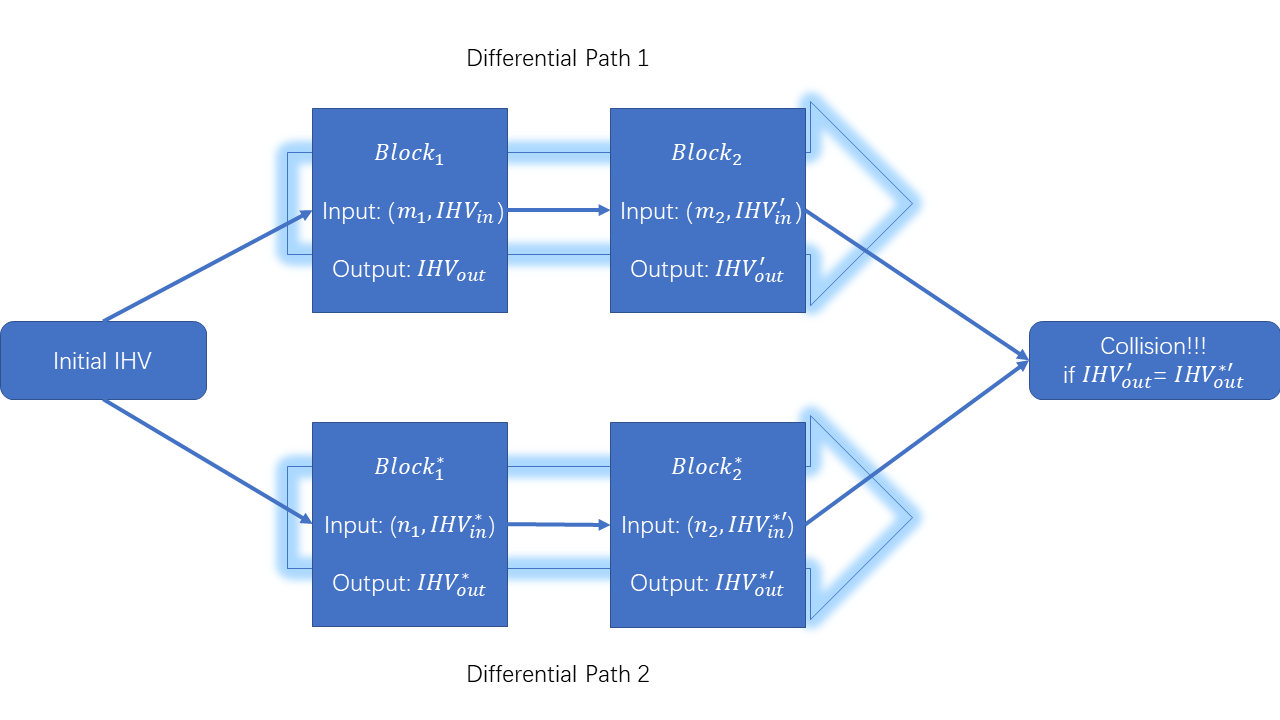 Differential Path 1
Block₁
Input: (m₁, IHV_in)
Output: IHV_out
Block₂
Input: (m₂, IHV′_in)
Output: IHV′_out
Initial IHV
Collision!!!
if IHV′_out= IHV*′_out
Block*₁
Input: (n₁, IHV*_in)
Output: IHV*_out
Block*₂
Input: (n₂, IHV*′_in)
Output: IHV*′_out
Differential Path 2